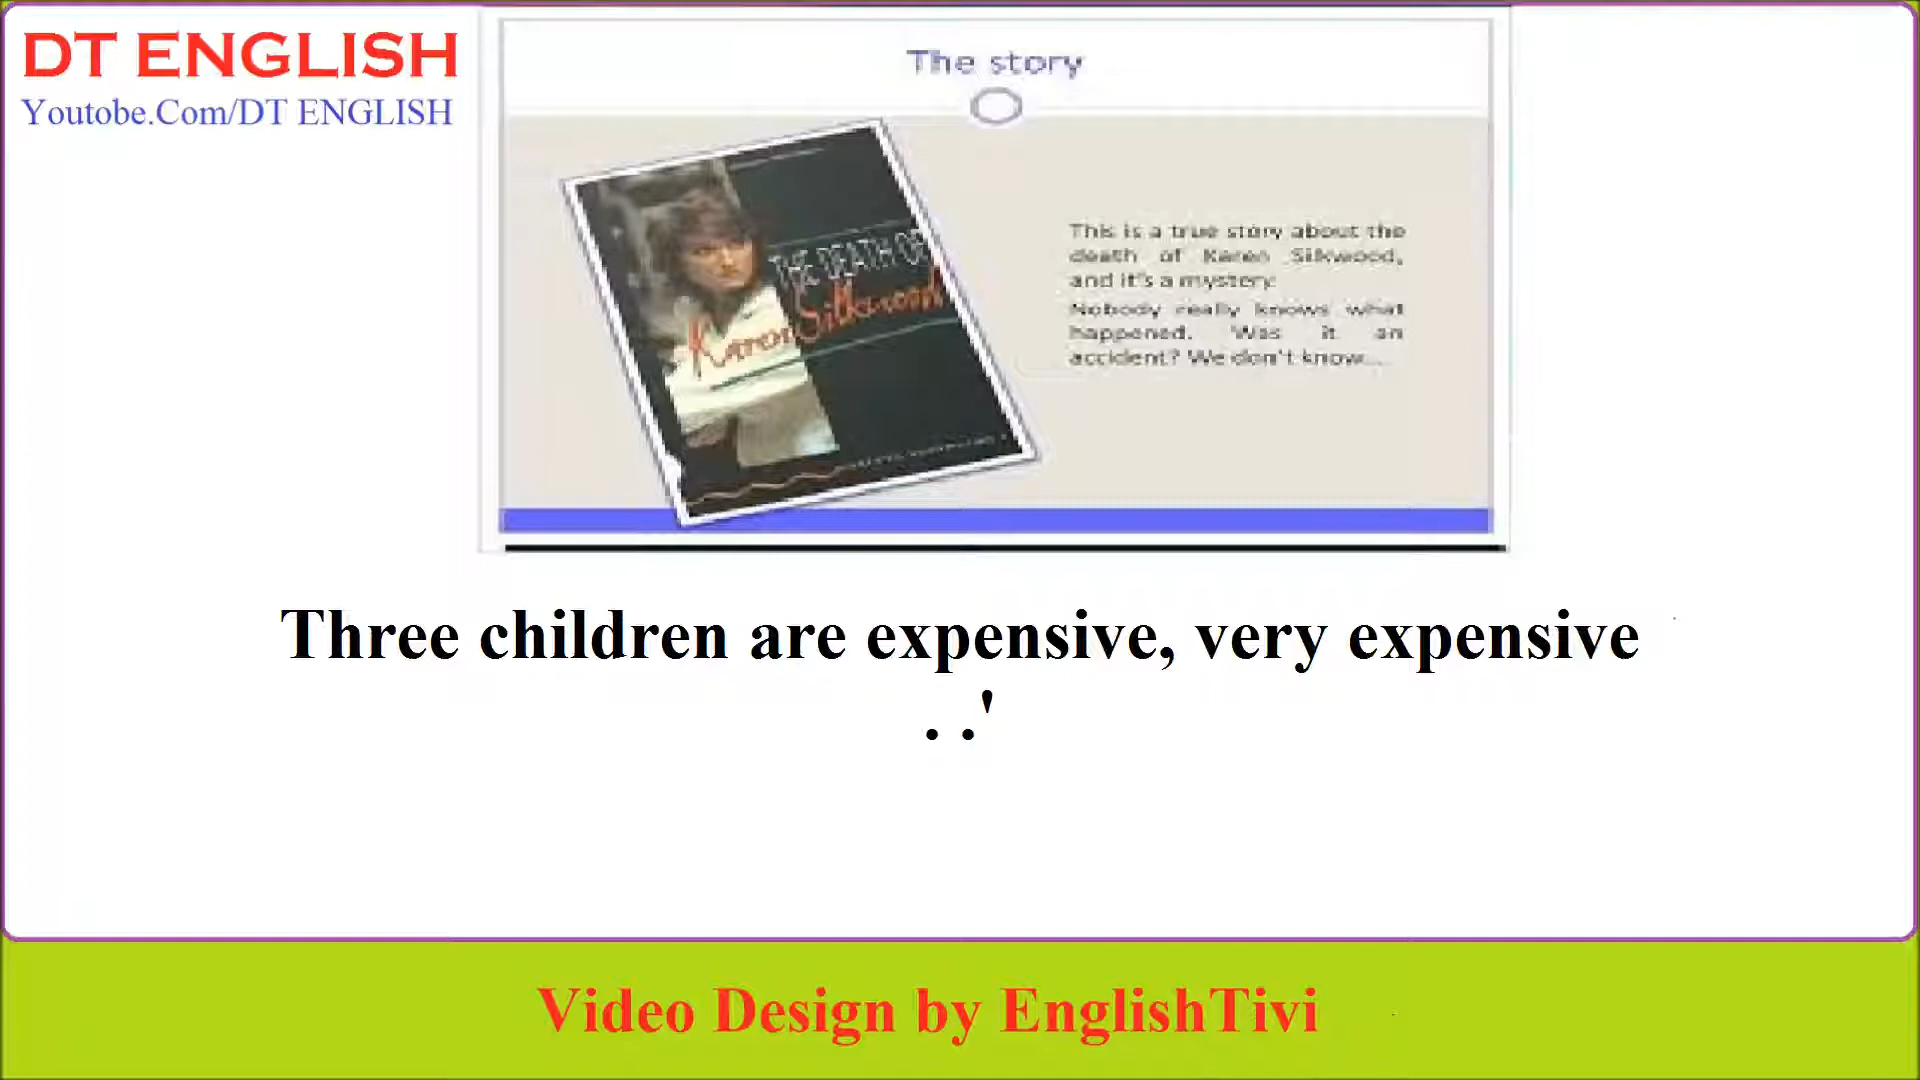 DT ENGLISH
Youtobe.Com/DT ENGLISH
The story
THE DEATH OF
Karen Silkwood
This is a true story about the
death of Karen Silkwood,
and it's a mystery.
Nobody really knows what
happened. Was it an
accident? We don't know...
Three children are expensive, very expensive
. .'
Video Design by EnglishTivi